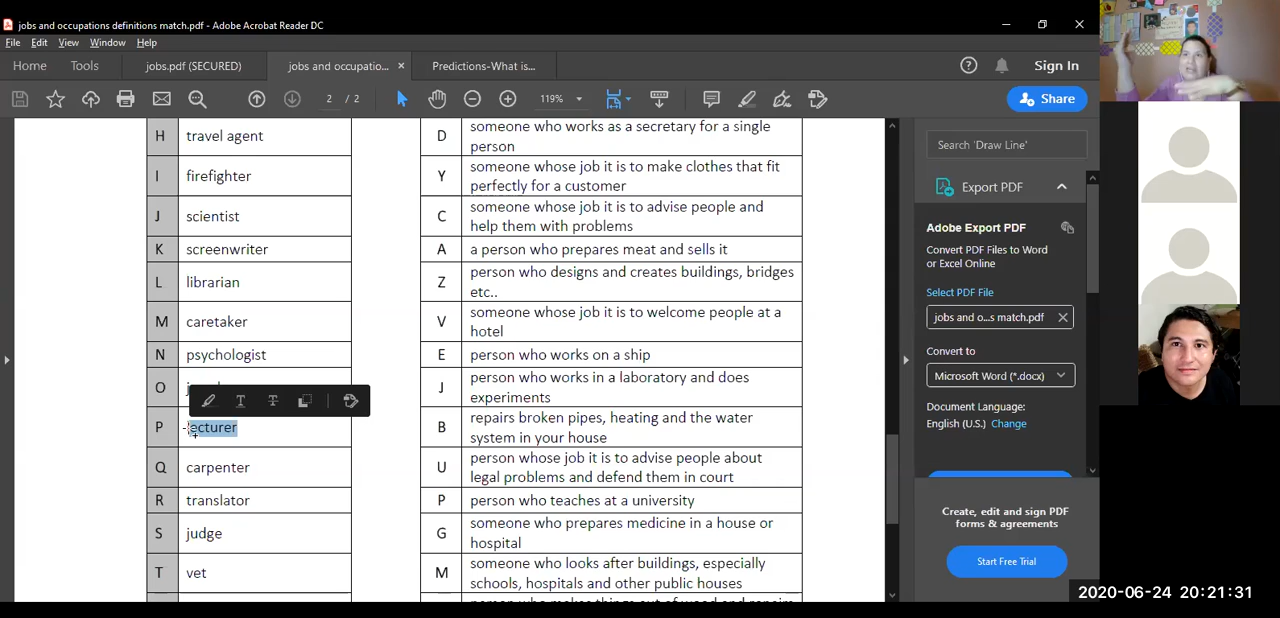 jobs and occupations definitions match.pdf - Adobe Acrobat Reader DC
File Edit View Window Help
Home Tools jobs.pdf (SECURED) jobs and occupatio... × Predictions-What is... Sign In
2 / 2 119% Share
H travel agent
I firefighter
J scientist
K screenwriter
L librarian
M caretaker
N psychologist
O
P lecturer
Q carpenter
R translator
S judge
T vet
D someone who works as a secretary for a single
person
Y someone whose job it is to make clothes that fit
perfectly for a customer
C someone whose job it is to advise people and
help them with problems
A a person who prepares meat and sells it
Z person who designs and creates buildings, bridges
etc..
V someone whose job it is to welcome people at a
hotel
E person who works on a ship
J person who works in a laboratory and does
experiments
B repairs broken pipes, heating and the water
system in your house
U person whose job it is to advise people about
legal problems and defend them in court
P person who teaches at a university
G someone who prepares medicine in a house or
hospital
M someone who looks after buildings, especially
schools, hospitals and other public houses
person who makes things out of wood and repairs
Search 'Draw Line'
Export PDF
Adobe Export PDF
Convert PDF Files to Word
or Excel Online
Select PDF File
jobs and o...s match.pdf
Convert to
Microsoft Word (*.docx)
Document Language:
English (U.S.) Change
Create, edit and sign PDF
forms & agreements
Start Free Trial
2020-06-24 20:21:31